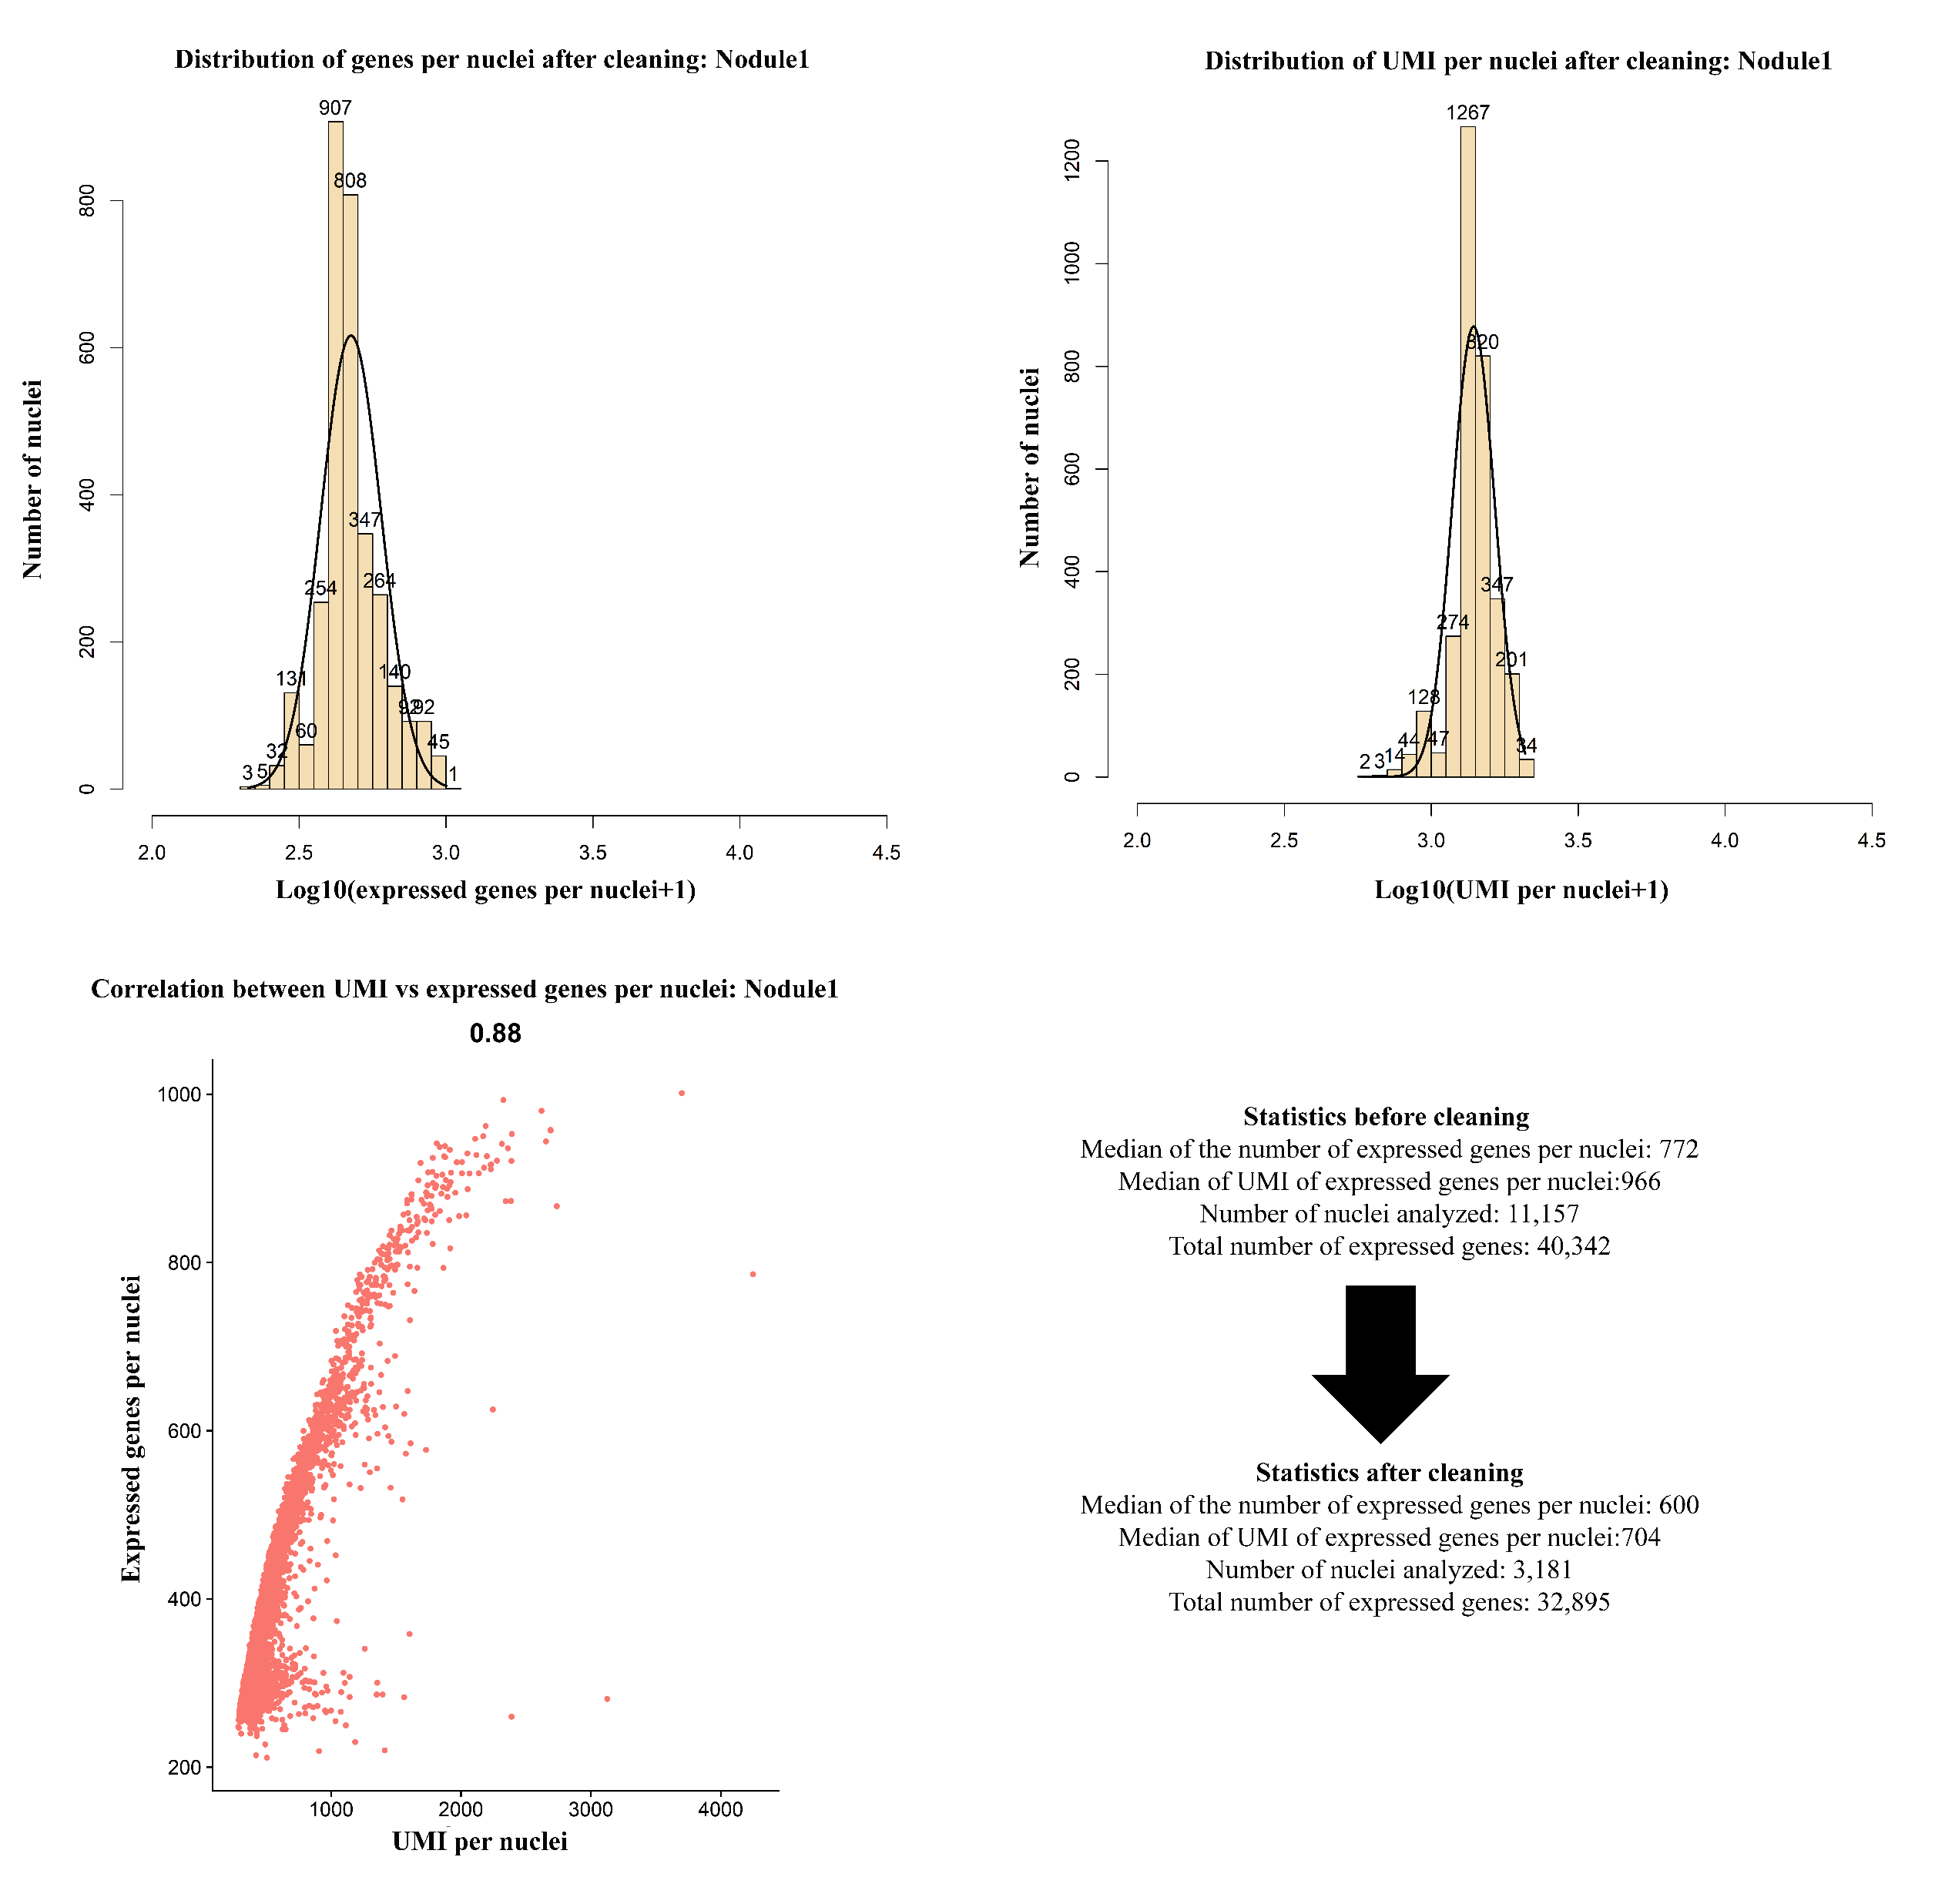 Distribution of genes per nuclei after cleaning: Nodule1
907
808
347
264
254
140
131
92
92
60
45
32
3
5
1
800
600
400
200
0
Number of nuclei
2.0 2.5 3.0 3.5 4.0 4.5
Log10(expressed genes per nuclei+1)
Distribution of UMI per nuclei after cleaning: Nodule1
1267
820
347
274
201
128
44
47
34
14
2
3
1200
1000
800
600
400
200
0
Number of nuclei
2.0 2.5 3.0 3.5 4.0 4.5
Log10(UMI per nuclei+1)
Correlation between UMI vs expressed genes per nuclei: Nodule1
0.88
1000
800
600
400
200
Expressed genes per nuclei
1000 2000 3000 4000
UMI per nuclei
Statistics before cleaning
Median of the number of expressed genes per nuclei: 772
Median of UMI of expressed genes per nuclei:966
Number of nuclei analyzed: 11,157
Total number of expressed genes: 40,342
Statistics after cleaning
Median of the number of expressed genes per nuclei: 600
Median of UMI of expressed genes per nuclei:704
Number of nuclei analyzed: 3,181
Total number of expressed genes: 32,895